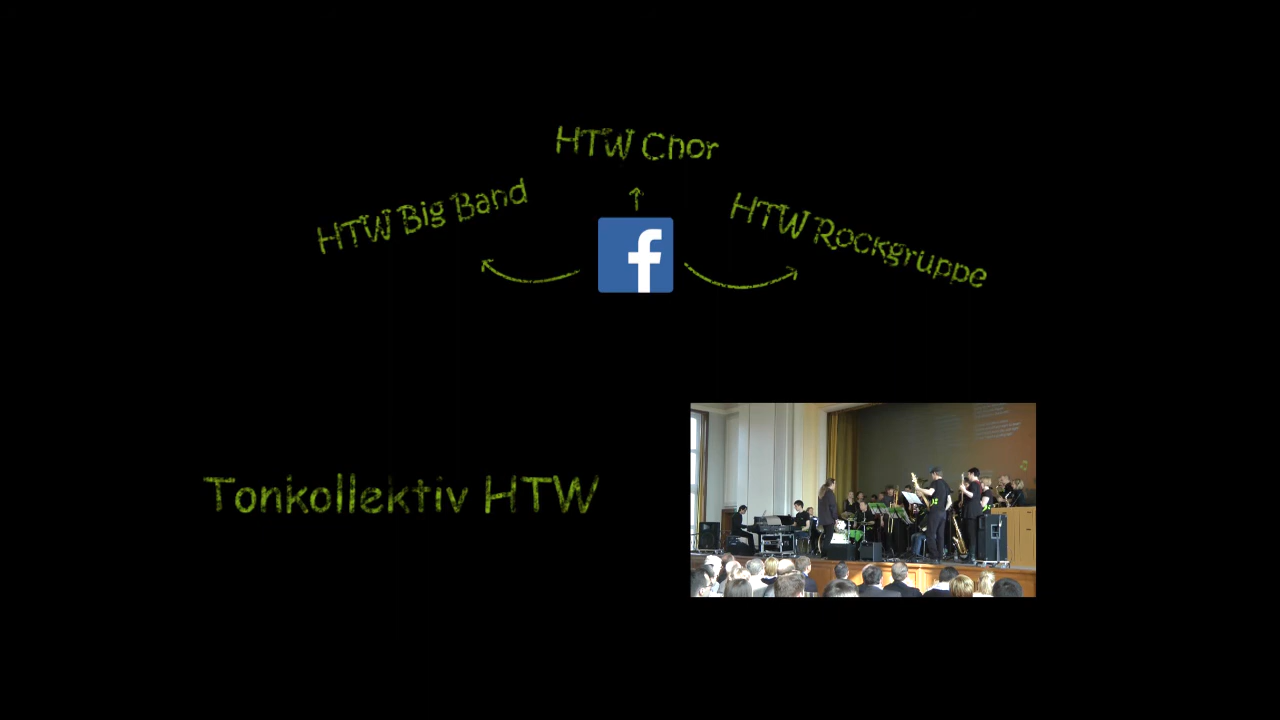 HTW Chor
HTW Big Band
HTW Rockgruppe
f
Tonkollektiv HTW